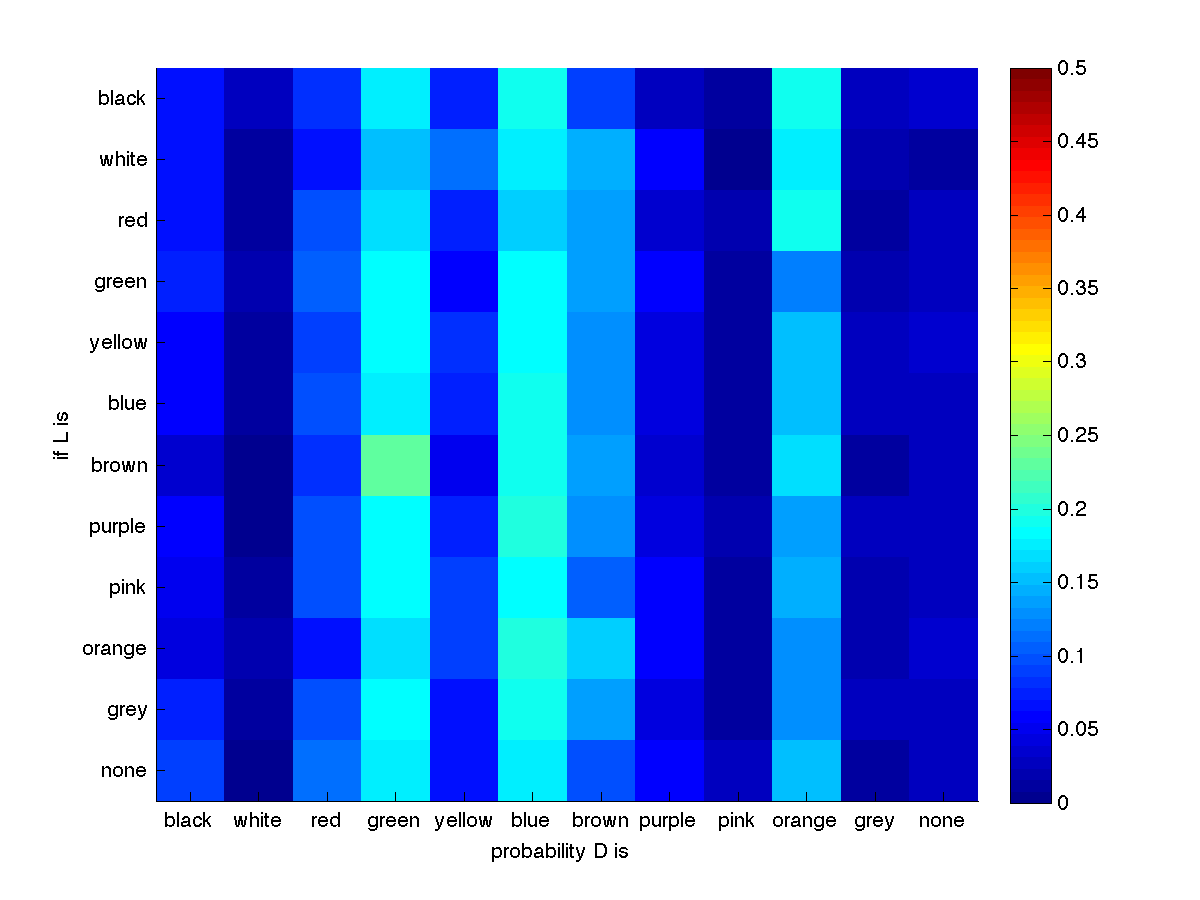 black
white
red
green
yellow
blue
brown
purple
pink
orange
grey
none
if L is
black white red green yellow blue brown purple pink orange grey none
probability D is
0.5
0.45
0.4
0.35
0.3
0.25
0.2
0.15
0.1
0.05
0